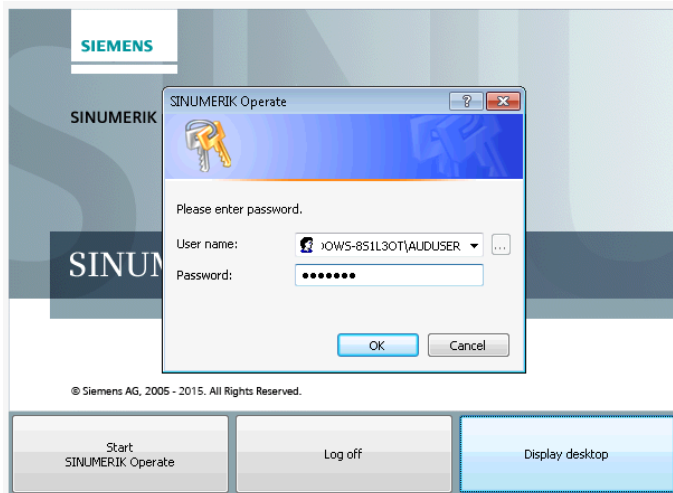 SIEMENS
SINUMERIK
SINUMERIK Operate
?
Please enter password.
User name:
OWS-8S1L3OT\AUDUSER
...
Password:
●●●●●●●
OK
Cancel
SINUM
© Siemens AG, 2005 - 2015. All Rights Reserved.
Start
SINUMERIK Operate
Log off
Display desktop